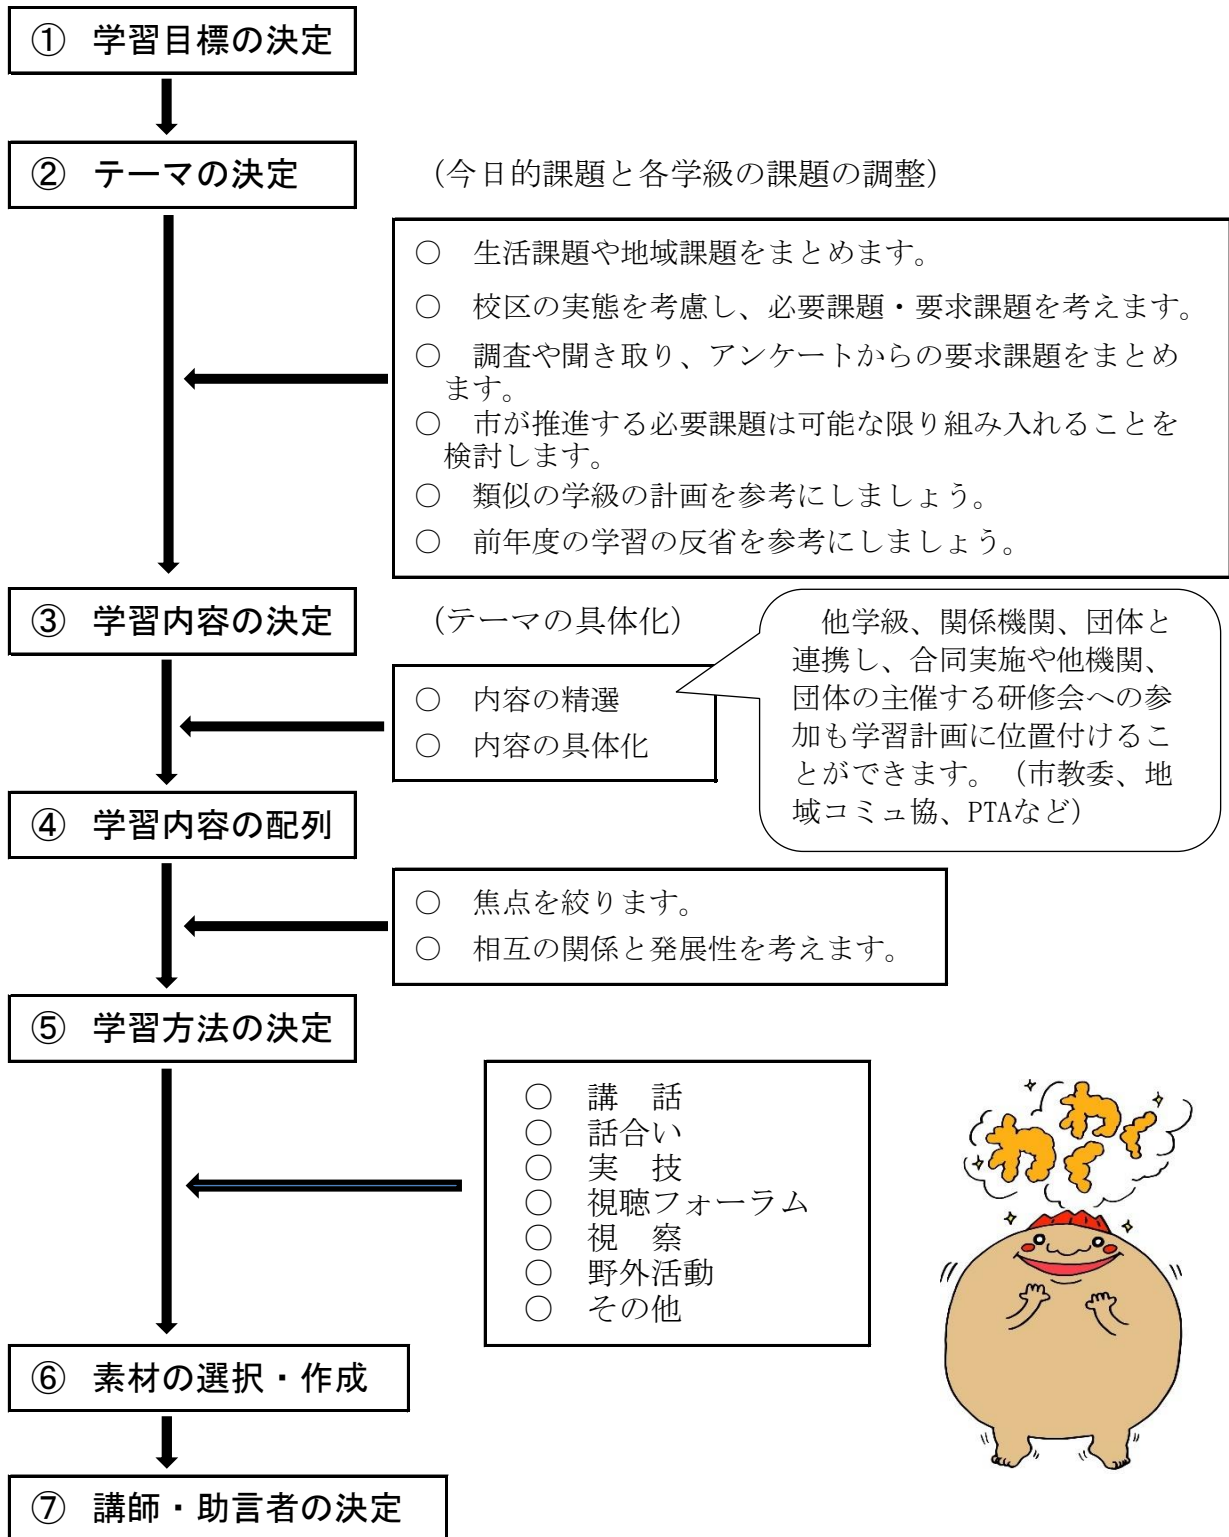 ① 学習目標の決定
② テーマの決定
(今日的課題と各学級の課題の調整)
○ 生活課題や地域課題をまとめます。
○ 校区の実態を考慮し、必要課題・要求課題を考えます。
○ 調査や聞き取り、アンケートからの要求課題をまとめ
ます。
○ 市が推進する必要課題は可能な限り組み入れることを
検討します。
○ 類似の学級の計画を参考にしましょう。
○ 前年度の学習の反省を参考にしましょう。
③ 学習内容の決定
(テーマの具体化)
○ 内容の精選
○ 内容の具体化
他学級、関係機関、団体と
連携し、合同実施や他機関、
団体の主催する研修会への参
加も学習計画に位置付けるこ
とができます。(市教委、地
域コミュ協、PTAなど)
④ 学習内容の配列
○ 焦点を絞ります。
○ 相互の関係と発展性を考えます。
⑤ 学習方法の決定
○ 講 話
○ 話合い
○ 実 技
○ 視聴フォーラム
○ 視 察
○ 野外活動
○ その他
わくわく
⑥ 素材の選択・作成
⑦ 講師・助言者の決定